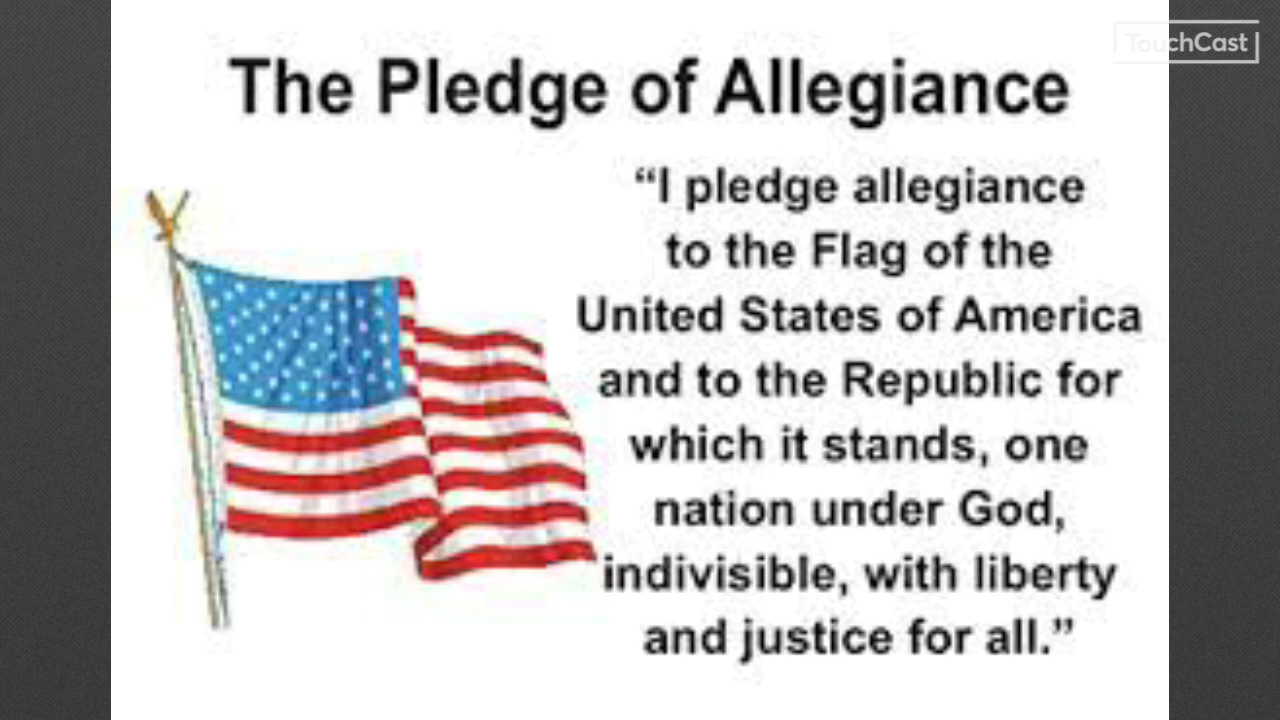 TouchCast
The Pledge of Allegiance
“I pledge allegiance
to the Flag of the
United States of America
and to the Republic for
which it stands, one
nation under God,
indivisible, with liberty
and justice for all.”